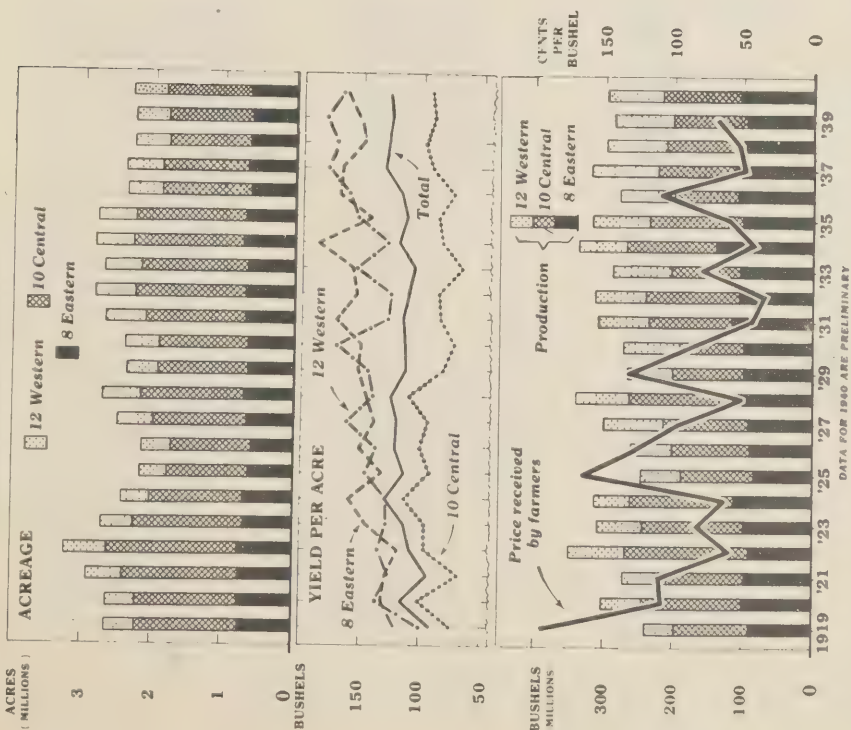 ACRES
( MILLIONS )
ACREAGE
12 Western
10 Central
8 Eastern
3
2
1
0
BUSHELS
YIELD PER ACRE
150
100
50
8 Eastern
12 Western
Total
10 Central
BUSHELS
MILLIONS
CENTS
PER
BUSHEL
300
200
100
0
150
100
50
0
Price received
by farmers
Production
12 Western
10 Central
8 Eastern
1919
'21
'23
'25
'27
'29
'31
'33
'35
'37
'39
DATA FOR 1940 ARE PRELIMINARY